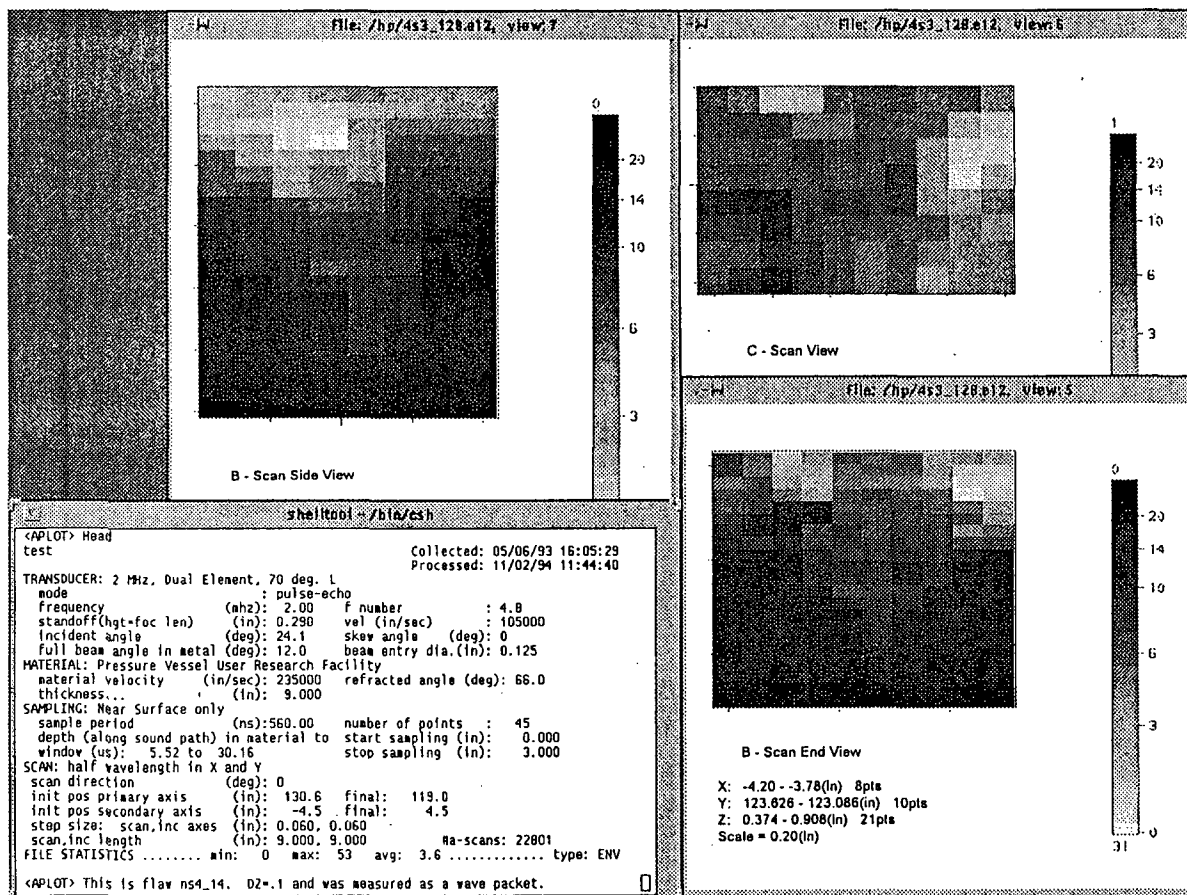 File: /hp/4s3_128.e12, view:7
0
20
14
10
6
3
B - Scan Side View
File: /hp/4s3_128.e12, View:6
1
20
14
10
6
3
C - Scan View
File: /hp/4s3_128.e12, View:5
0
20
14
10
6
3
0
31
B - Scan End View
X: -4.20 - -3.78(In) 8pts
Y: 123.626 - 123.086(in) 10pts
Z: 0.374 - 0.908(In) 21pts
Scale = 0.20(In)
shelltool - /bin/csh
<APLOT> Head
test Collected: 05/06/93 16:05:29
Processed: 11/02/94 11:44:40
TRANSDUCER: 2 MHz, Dual Element, 70 deg. L
mode : pulse-echo
frequency (mhz): 2.00 f number : 4.8
standoff(hgt=foc len) (in): 0.290 vel (in/sec) : 105000
incident angle (deg): 24.1 skew angle (deg): 0
full beam angle in metal (deg): 12.0 beam entry dia.(in): 0.125
MATERIAL: Pressure Vessel User Research Facility
material velocity (in/sec): 235000 refracted angle (deg): 66.0
thickness... (in): 9.000
SAMPLING: Near Surface only
sample period (ns):560.00 number of points : 45
depth (along sound path) in material to start sampling (in): 0.000
window (us): 5.52 to 30.16 stop sampling (in): 3.000
SCAN: half wavelength in X and Y
scan direction (deg): 0
init pos primary axis (in): 130.6 final: 119.0
init pos secondary axis (in): -4.5 final: 4.5
step size: scan,inc axes (in): 0.060, 0.060
scan,inc length (in): 9.000, 9.000 #a-scans: 22801
FILE STATISTICS ........ min: 0 max: 53 avg: 3.6 ............. type: ENV
<APLOT> This is flaw ns4_14. DZ=.1 and was measured as a wave packet.